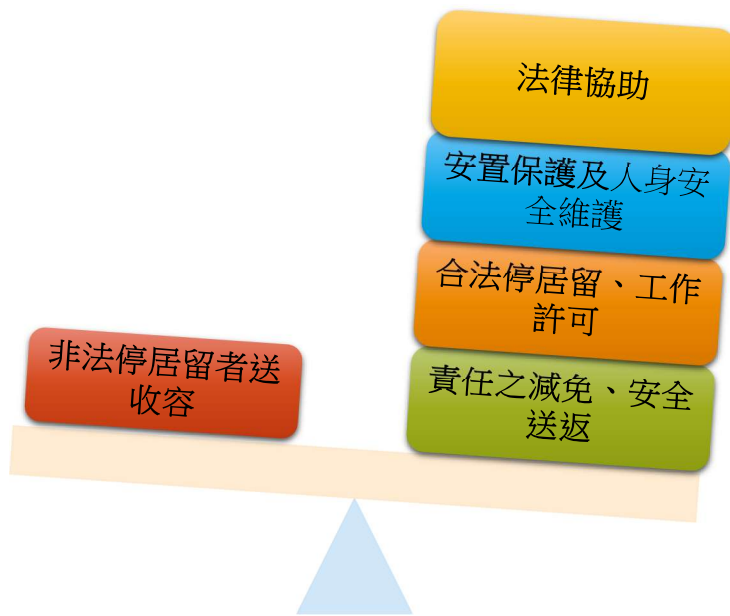 法律協助
安置保護及人身安
全維護
合法停居留、工作
許可
責任之減免、安全
送返
非法停居留者送
收容